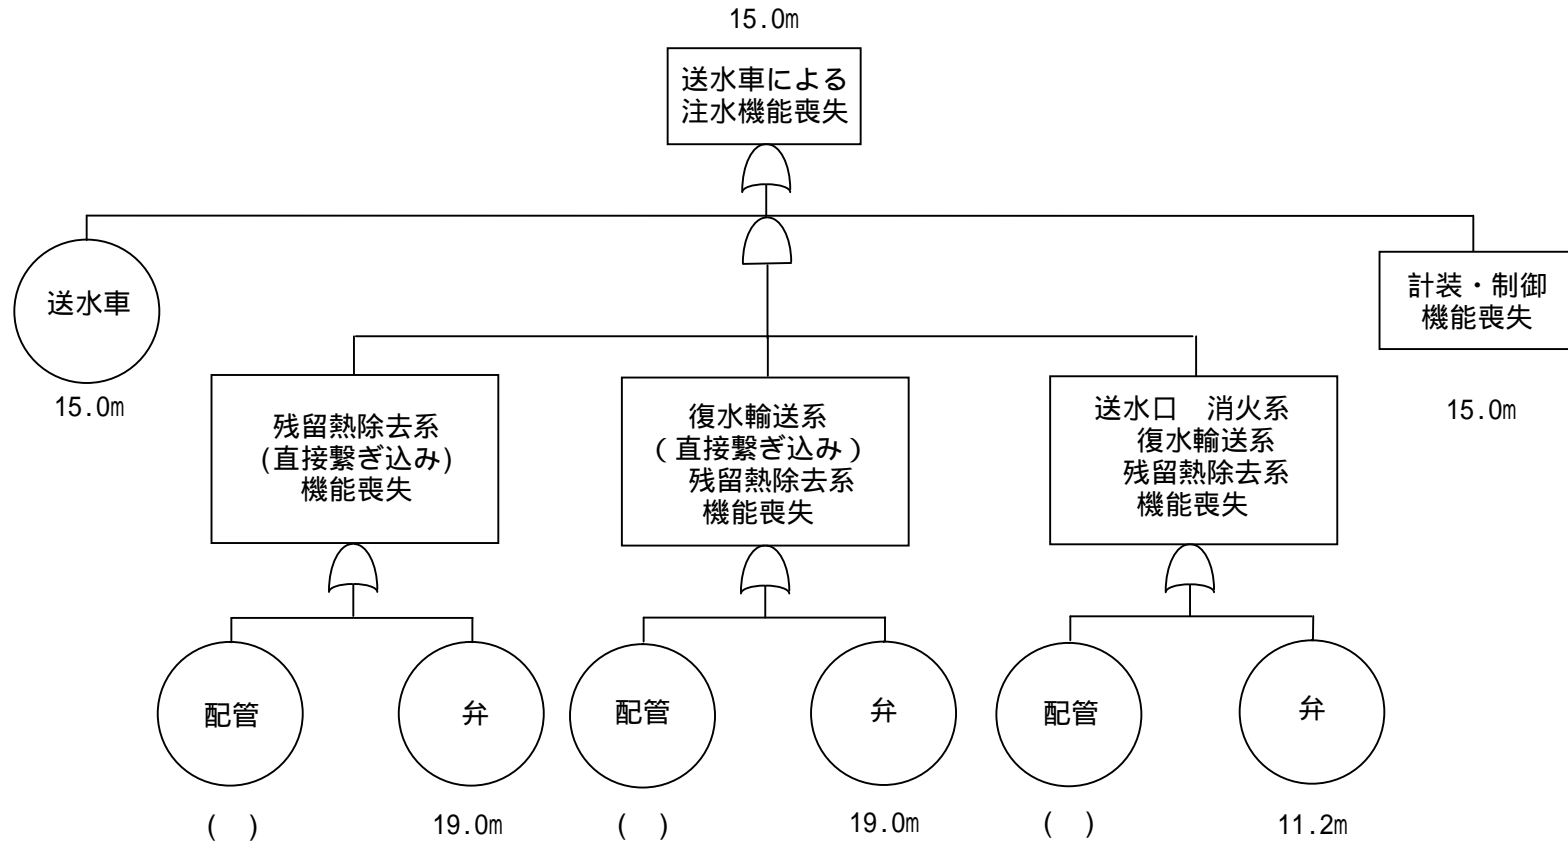 15.0m
送水車による
注水機能喪失
送水車
15.0m
計装・制御
機能喪失
15.0m
残留熱除去系
(直接繋ぎ込み)
機能喪失
復水輸送系
(直接繋ぎ込み)
残留熱除去系
機能喪失
送水口　消火系
復水輸送系
残留熱除去系
機能喪失
配管
弁
配管
弁
配管
弁
(　)
19.0m
(　)
19.0m
(　)
11.2m